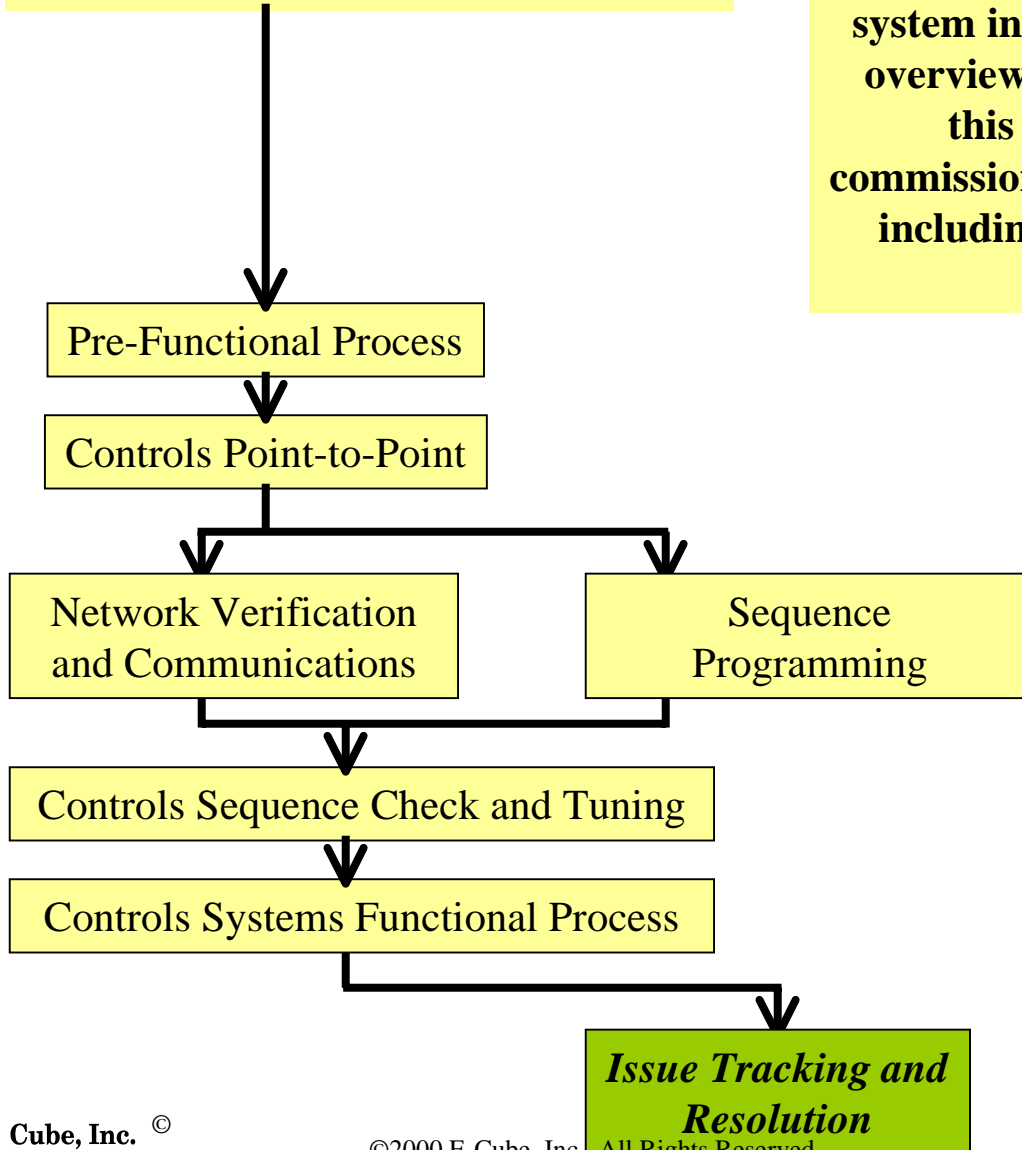 system in
overview
this
commission
includin
Pre-Functional Process
Controls Point-to-Point
Network Verification
and Communications
Sequence
Programming
Controls Sequence Check and Tuning
Controls Systems Functional Process
Issue Tracking and
Resolution
Cube, Inc. ©
©2000 E-Cube, Inc. All Rights Reserved